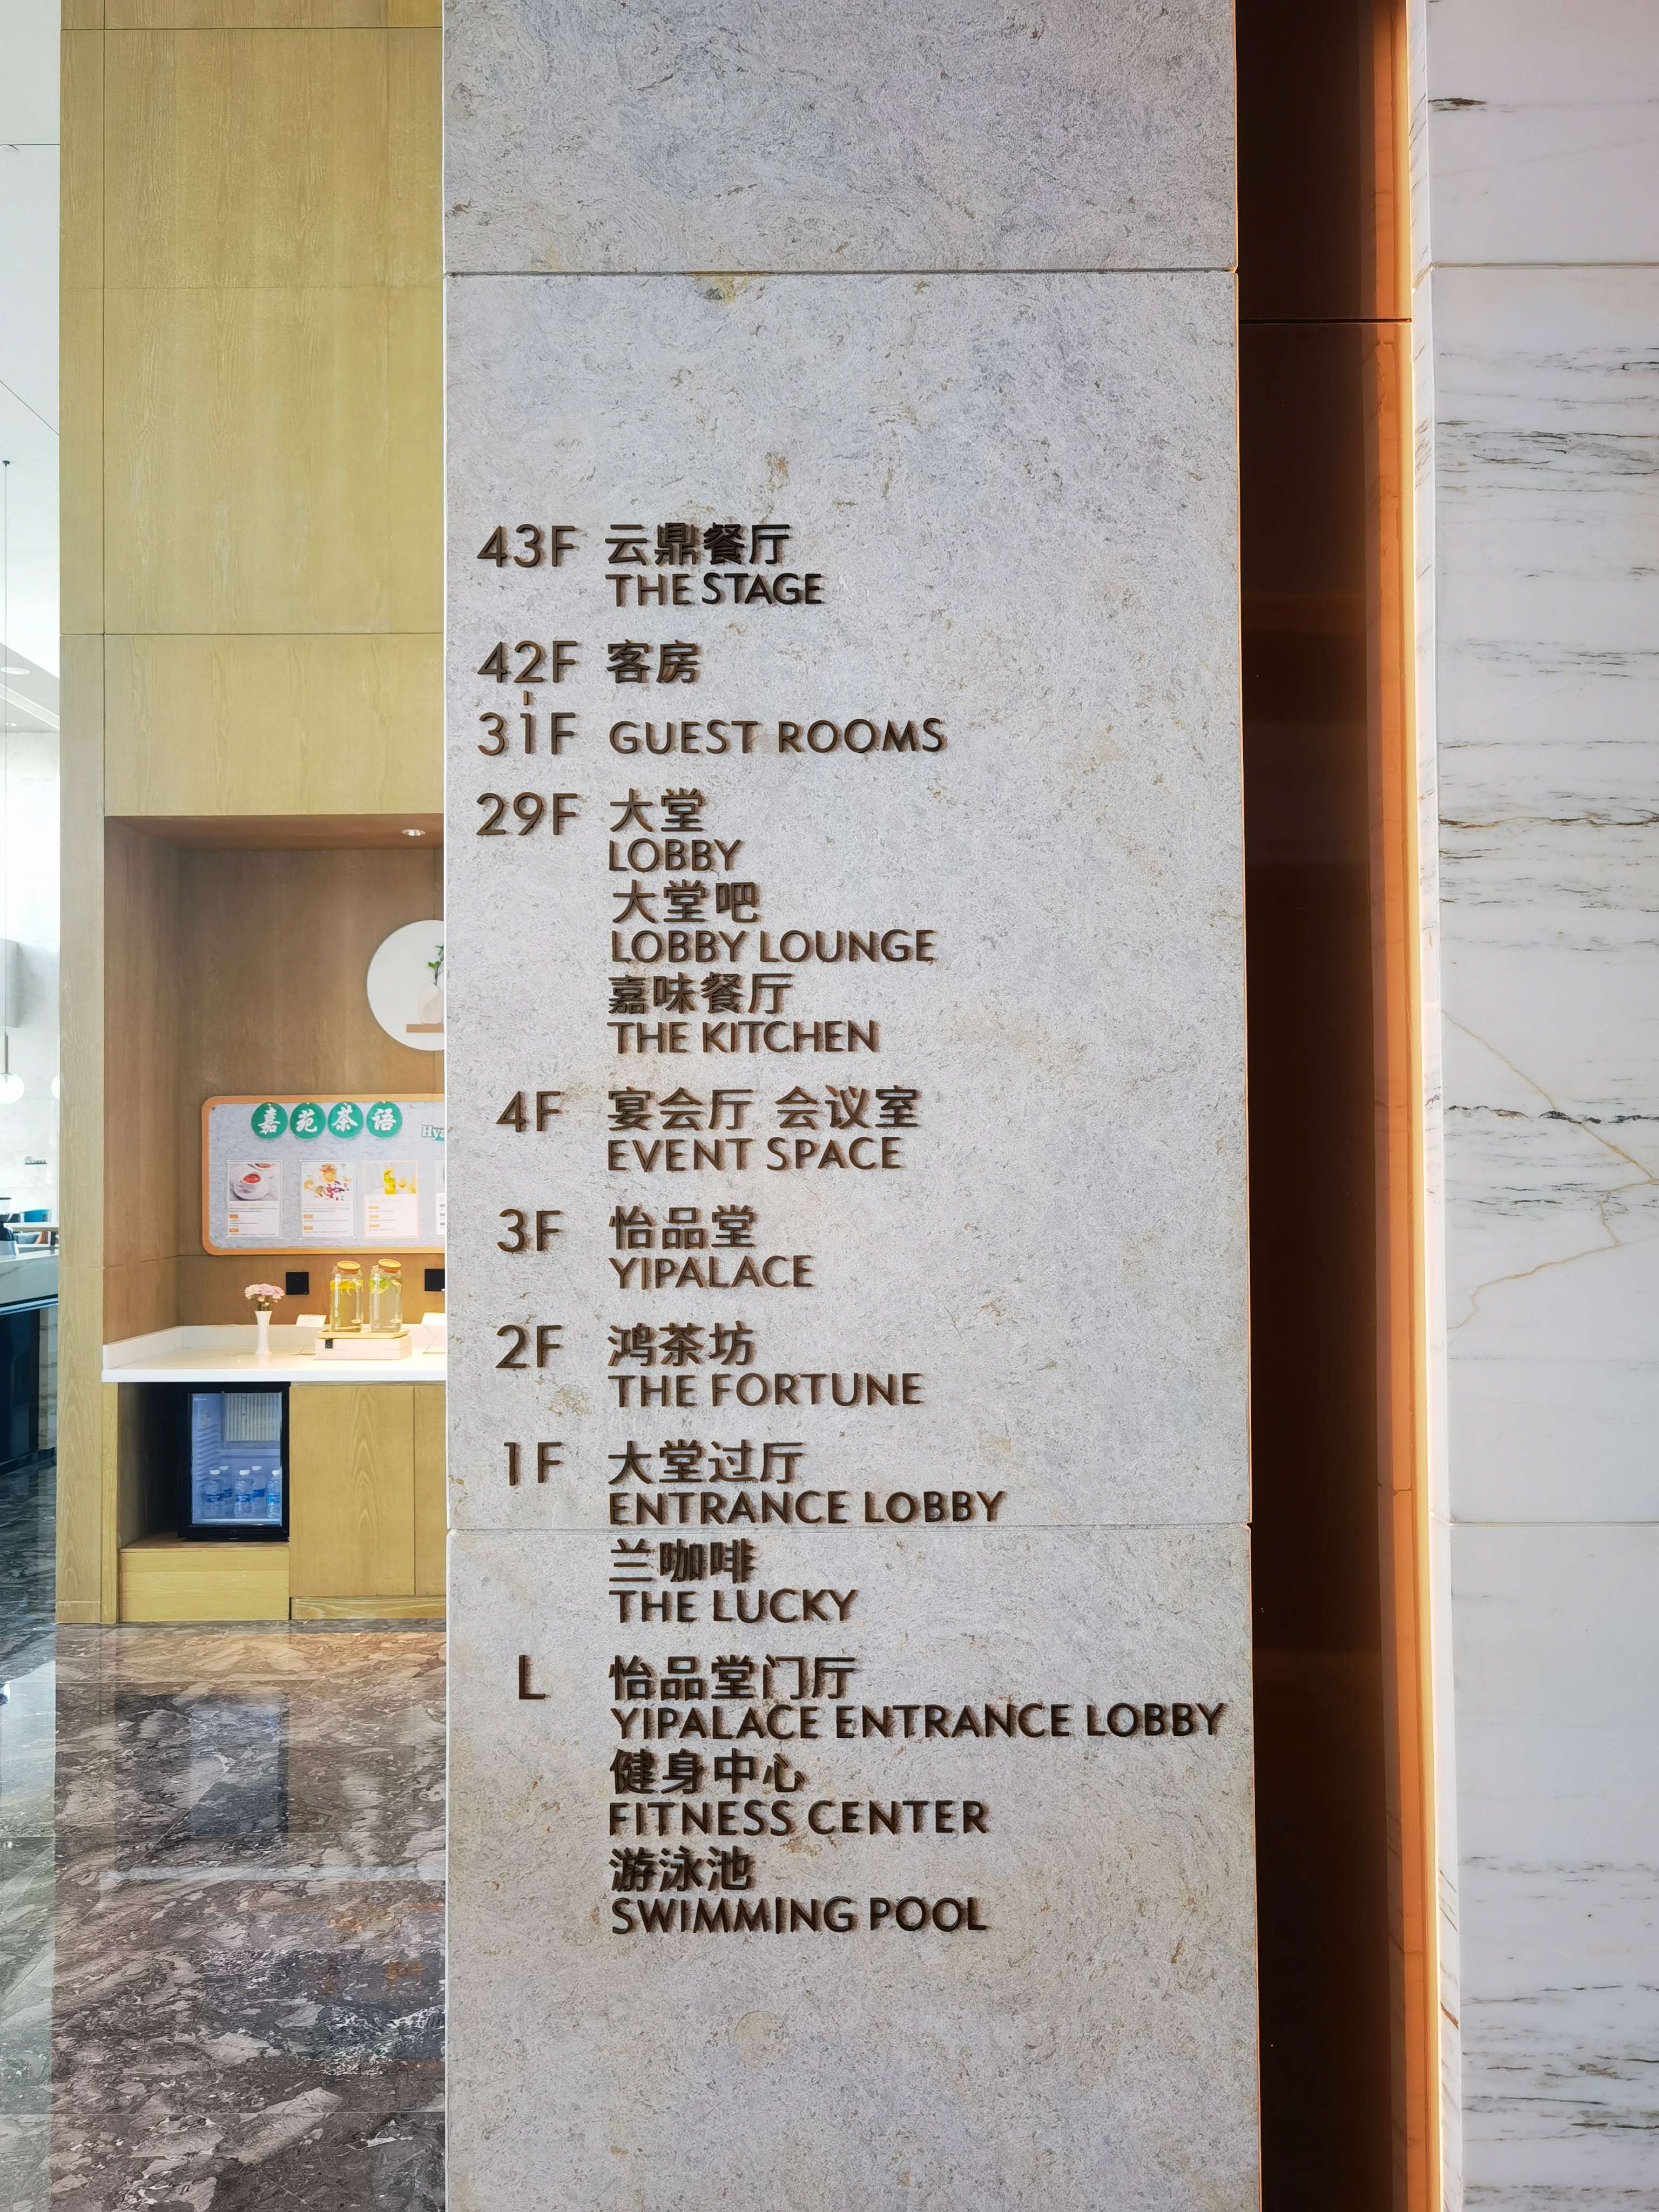 43F 云鼎餐厅
THE STAGE
42F 客房
31F GUEST ROOMS
29F 大堂
LOBBY
大堂吧
LOBBY LOUNGE
嘉味餐厅
THE KITCHEN
4F 宴会厅 会议室
EVENT SPACE
3F 怡品堂
YIPALACE
2F 鸿茶坊
THE FORTUNE
1F 大堂过厅
ENTRANCE LOBBY
兰咖啡
THE LUCKY
L 怡品堂门厅
YIPALACE ENTRANCE LOBBY
健身中心
FITNESS CENTER
游泳池
SWIMMING POOL
嘉苑茶语